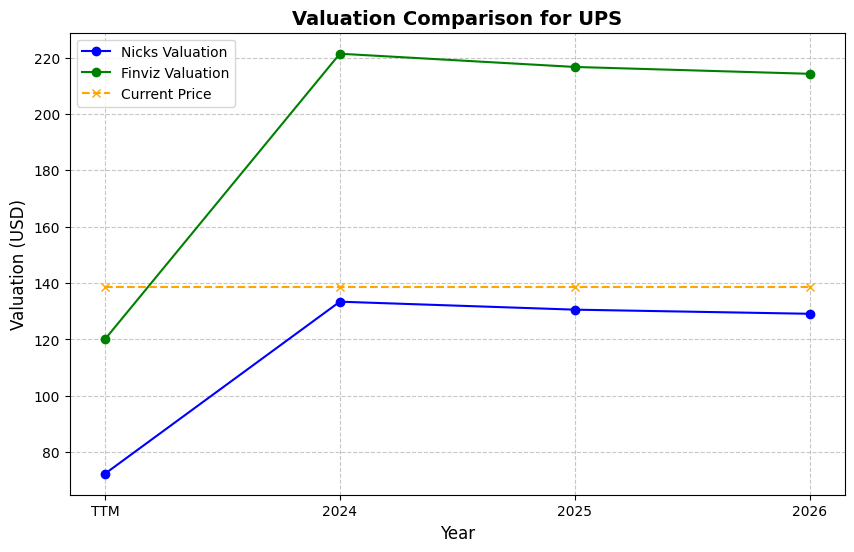 Valuation Comparison for UPS
Nicks Valuation
Finviz Valuation
Current Price
Valuation (USD)
220
200
180
160
140
120
100
80
TTM 2024 2025 2026
Year